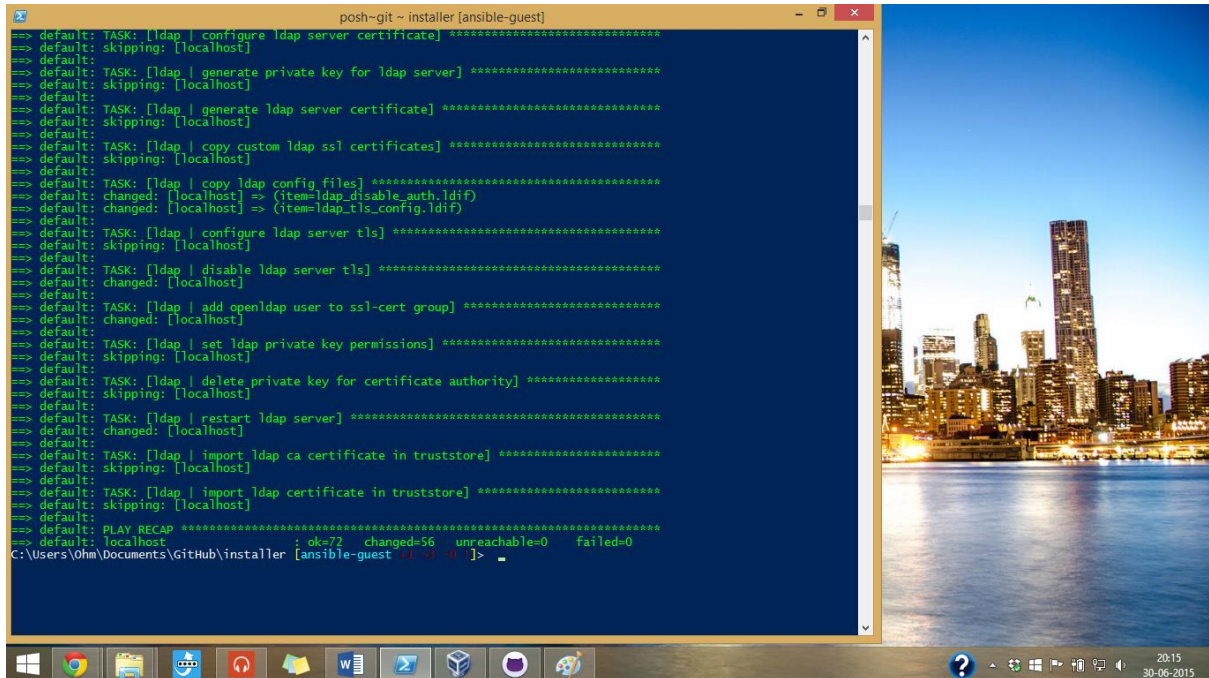 posh~git ~ installer [ansible-guest]
==> default: TASK: [ldap | configure ldap server certificate] ******************************
==> default: skipping: [localhost]
==> default:
==> default: TASK: [ldap | generate private key for ldap server] ***************************
==> default: skipping: [localhost]
==> default:
==> default: TASK: [ldap | generate ldap server certificate] *******************************
==> default: skipping: [localhost]
==> default:
==> default: TASK: [ldap | copy custom ldap ssl certificates] ******************************
==> default: skipping: [localhost]
==> default:
==> default: TASK: [ldap | copy ldap config files] *****************************************
==> default: changed: [localhost] => (item=ldap_disable_auth.ldif)
==> default: changed: [localhost] => (item=ldap_tls_config.ldif)
==> default:
==> default: TASK: [ldap | configure ldap server tls] **************************************
==> default: skipping: [localhost]
==> default:
==> default: TASK: [ldap | disable ldap server tls] ****************************************
==> default: changed: [localhost]
==> default:
==> default: TASK: [ldap | add openldap user to ssl-cert group] ****************************
==> default: changed: [localhost]
==> default:
==> default: TASK: [ldap | set ldap private key permissions] *******************************
==> default: skipping: [localhost]
==> default:
==> default: TASK: [ldap | delete private key for certificate authority] *******************
==> default: skipping: [localhost]
==> default:
==> default: TASK: [ldap | restart ldap server] ********************************************
==> default: changed: [localhost]
==> default:
==> default: TASK: [ldap | import ldap ca certificate in truststore] ***********************
==> default: skipping: [localhost]
==> default:
==> default: TASK: [ldap | import ldap certificate in truststore] **************************
==> default: skipping: [localhost]
==> default:
==> default: PLAY RECAP ********************************************************************
==> default: localhost : ok=72 changed=56 unreachable=0 failed=0
C:\Users\Ohm\Documents\GitHub\installer [ansible-guest ]> _
20:15
30-06-2015